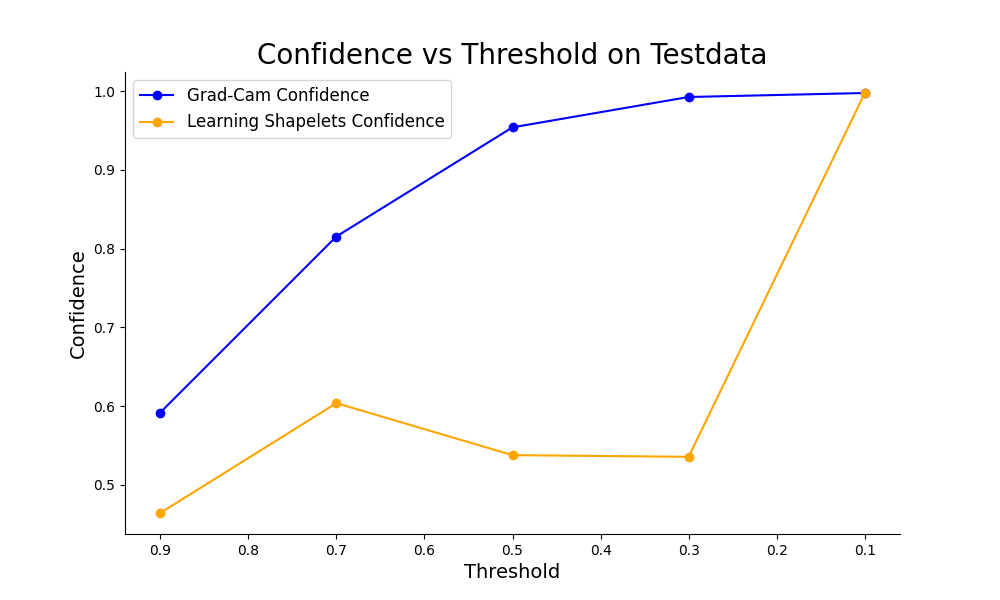 Confidence vs Threshold on Testdata
Grad-Cam Confidence
Learning Shapelets Confidence
Confidence
1.0
0.9
0.8
0.7
0.6
0.5
0.9 0.8 0.7 0.6 0.5 0.4 0.3 0.2 0.1
Threshold